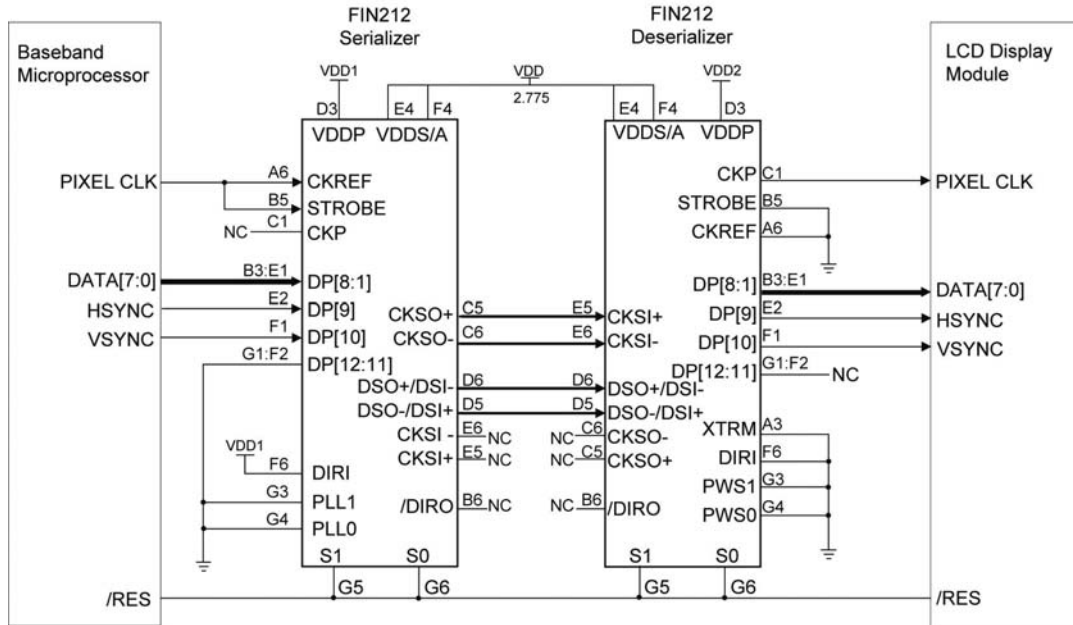 FIN212
Serializer
FIN212
Deserializer
Baseband
Microprocessor
LCD Display
Module
VDD1
VDD
2.775
VDD2
D3
E4
F4
E4
F4
D3
VDDP
VDDS/A
VDDS/A
VDDP
PIXEL CLK
A6
CKREF
B5
STROBE
NC
C1
CKP
CKP
C1
PIXEL CLK
STROBE
B5
CKREF
A6
DATA[7:0]
B3:E1
DP[8:1]
HSYNC
E2
DP[9]
VSYNC
F1
DP[10]
G1:F2
DP[12:11]
DP[8:1]
B3:E1
DATA[7:0]
DP[9]
E2
HSYNC
DP[10]
F1
VSYNC
DP[12:11]
G1:F2
NC
CKSO+
C5
E5
CKSI+
CKSO-
C6
E6
CKSI-
DSO+/DSI-
D6
D6
DSO+/DSI-
DSO-/DSI+
D5
D5
DSO-/DSI+
CKSI -
E6
NC
NC
C6
CKSO-
CKSI+
E5
NC
NC
C5
CKSO+
XTRM
A3
DIRI
F6
PWS1
G3
PWS0
G4
VDD1
F6
DIRI
G3
PLL1
G4
PLL0
/DIRO
B6
NC
NC
B6
/DIRO
S1
S0
S1
S0
G5
G6
G5
G6
/RES
/RES